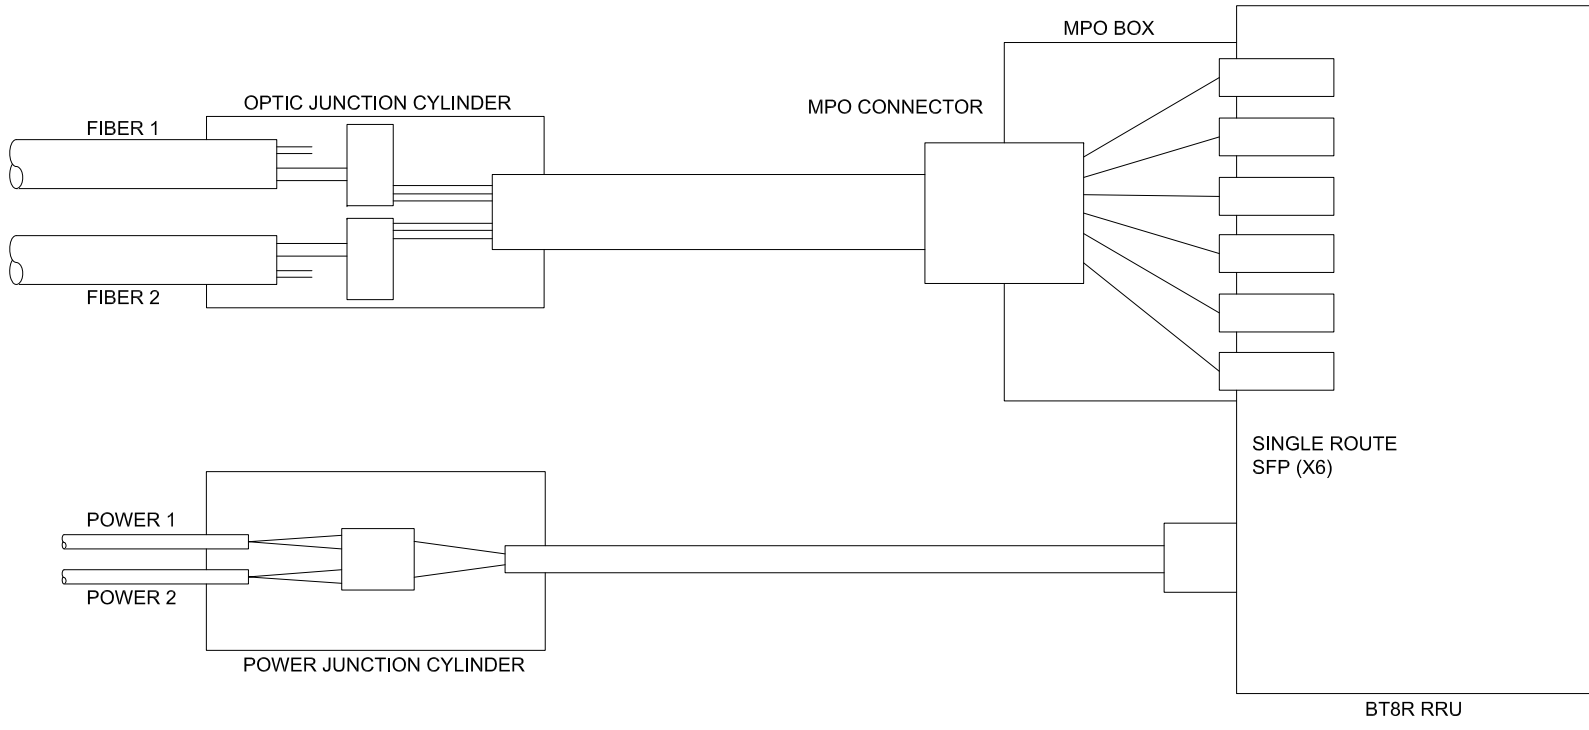 MPO BOX
OPTIC JUNCTION CYLINDER
MPO CONNECTOR
FIBER 1
FIBER 2
SINGLE ROUTE
SFP (X6)
POWER 1
POWER 2
POWER JUNCTION CYLINDER
BT8R RRU